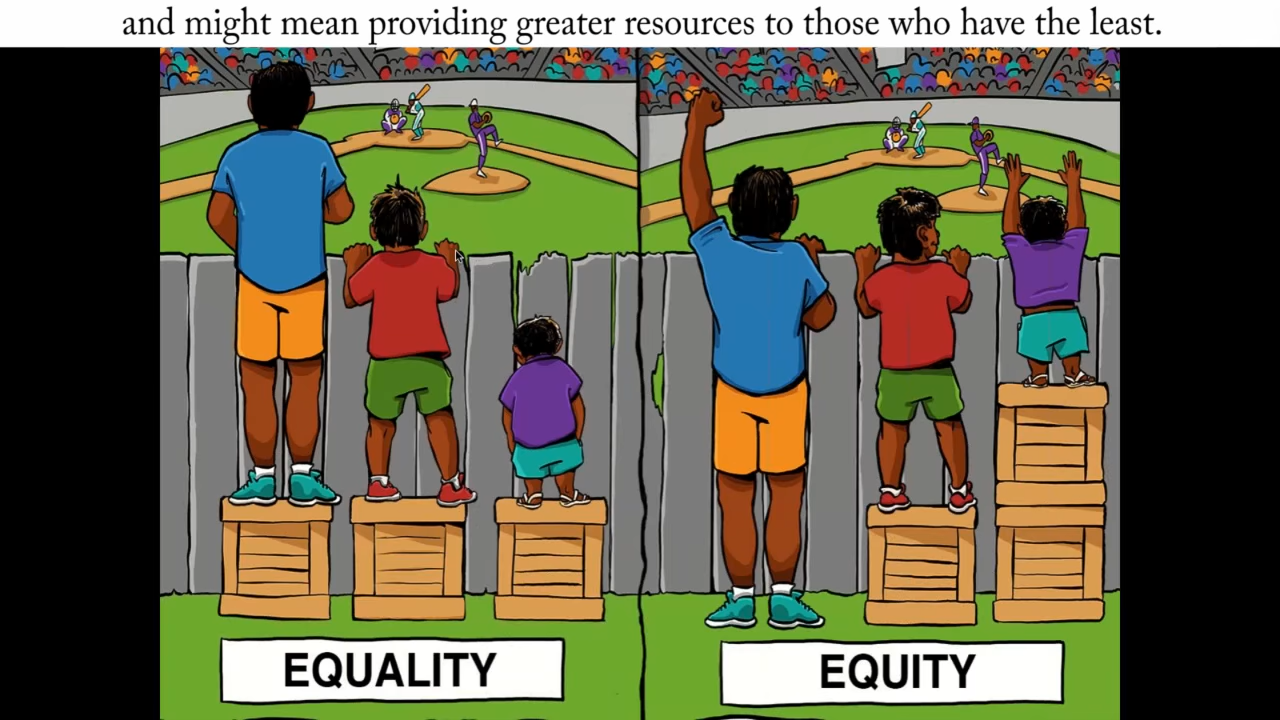 and might mean providing greater resources to those who have the least.
EQUALITY
EQUITY